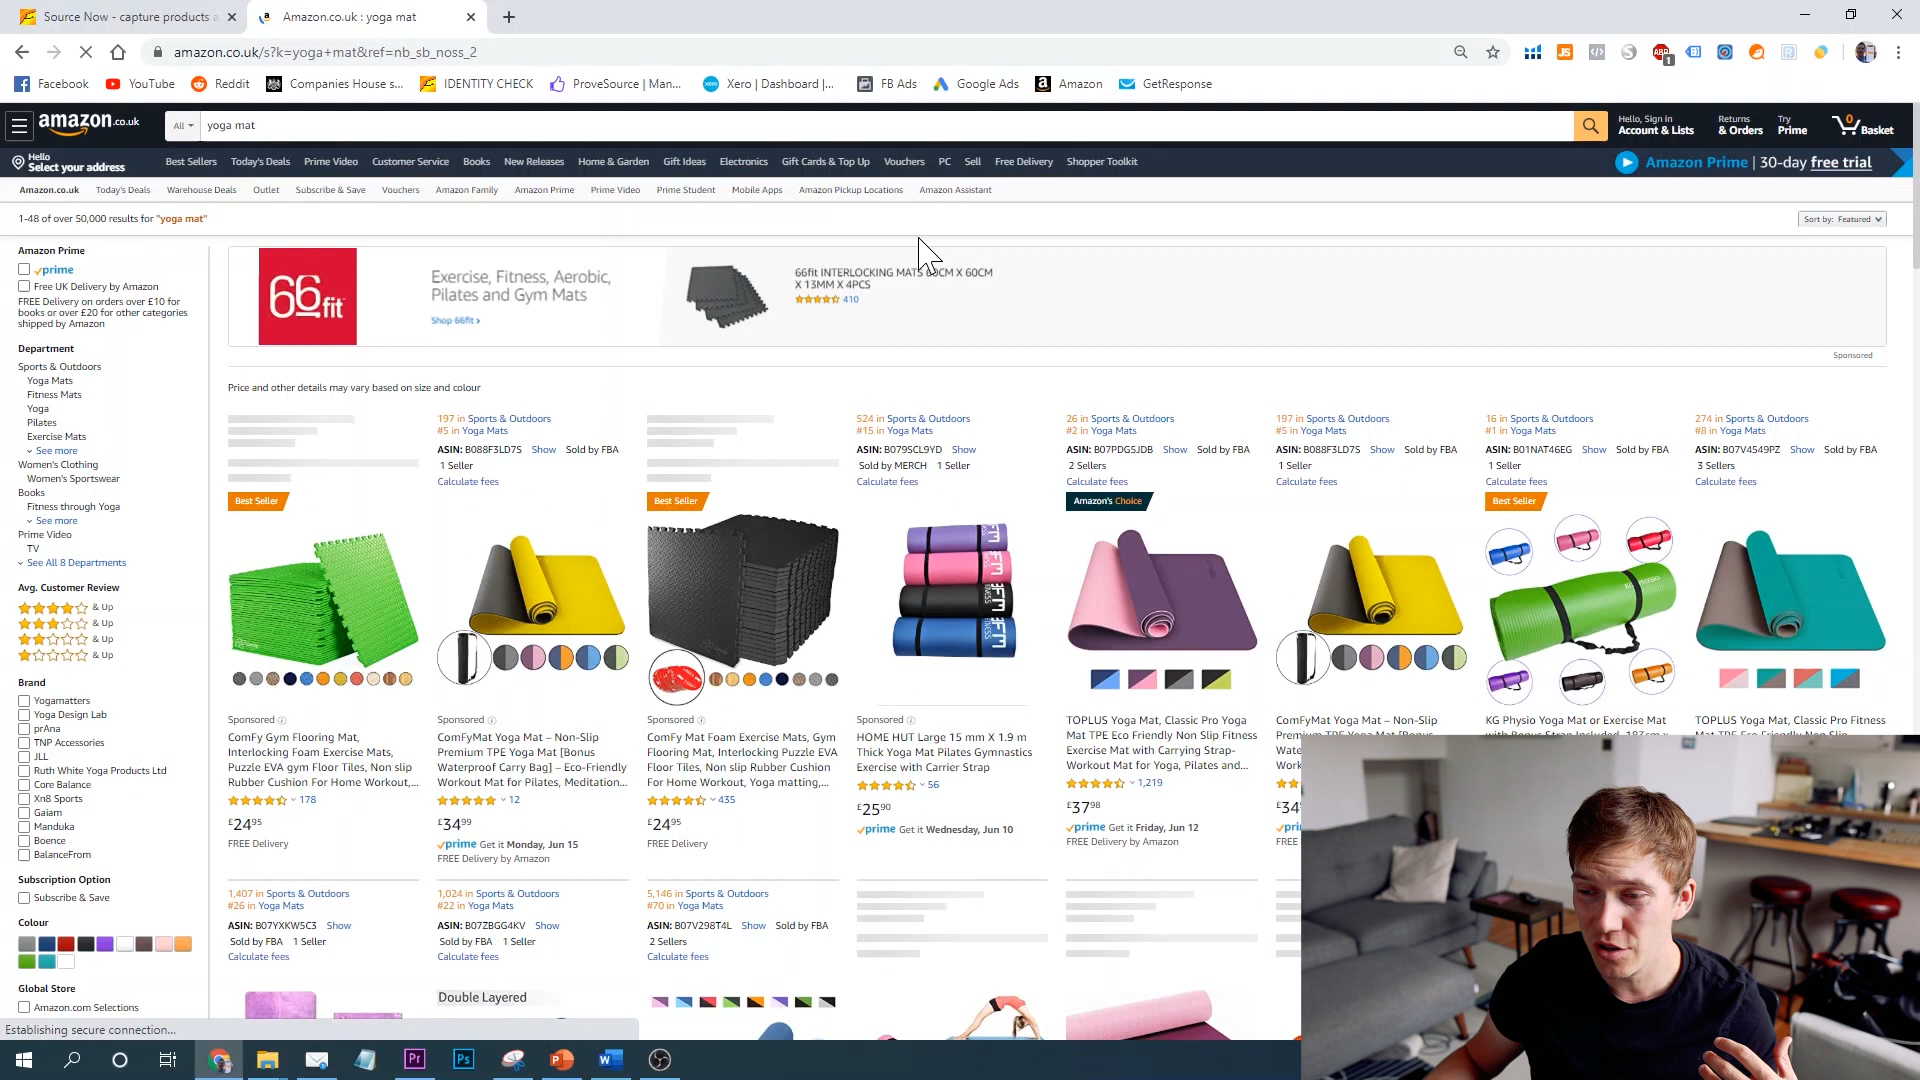 Source Now - capture products a
Amazon.co.uk : yoga mat
amazon.co.uk/s?k=yoga+mat&ref=nb_sb_noss_2
Facebook
YouTube
Reddit
Companies House s...
IDENTITY CHECK
ProveSource | Man...
Xero | Dashboard |...
FB Ads
Google Ads
Amazon
GetResponse
amazon.co.uk
All
yoga mat
Hello, Sign in
Account & Lists
Returns
& Orders
Try
Prime
0
Basket
Hello
Select your address
Best Sellers Today's Deals Prime Video Customer Service Books New Releases Home & Garden Gift Ideas Electronics Gift Cards & Top Up Vouchers PC Sell Free Delivery Shopper Toolkit
Amazon Prime | 30-day free trial
Amazon.co.uk Today's Deals Warehouse Deals Outlet Subscribe & Save Vouchers Amazon Family Amazon Prime Prime Video Prime Student Mobile Apps Amazon Pickup Locations Amazon Assistant
1-48 of over 50,000 results for "yoga mat"
Sort by: Featured
Amazon Prime
prime
Free UK Delivery by Amazon
FREE Delivery on orders over £10 for
books or over £20 for other categories
shipped by Amazon
Department
Sports & Outdoors
Yoga Mats
Fitness Mats
Yoga
Pilates
Exercise Mats
See more
Women's Clothing
Women's Sportswear
Books
Fitness through Yoga
See more
Prime Video
TV
See All 8 Departments
Avg. Customer Review
& Up
& Up
& Up
& Up
Brand
Yogamatters
Yoga Design Lab
prAna
TNP Accessories
JLL
Ruth White Yoga Products Ltd
Core Balance
Xn8 Sports
Gaiam
Manduka
Boence
BalanceFrom
Subscription Option
Subscribe & Save
Colour
Global Store
Amazon.com Selections
66fit
Exercise, Fitness, Aerobic,
Pilates and Gym Mats
Shop 66fit ›
66fit INTERLOCKING MATS 60CM X 60CM
X 13MM X 4PCS
410
Sponsored
Price and other details may vary based on size and colour
Best Seller
Sponsored
ComFy Gym Flooring Mat,
Interlocking Foam Exercise Mats,
Puzzle EVA gym Floor Tiles, Non slip
Rubber Cushion For Home Workout,...
178
£2495
FREE Delivery
197 in Sports & Outdoors
#5 in Yoga Mats
ASIN: B088F3LD7S Show Sold by FBA
1 Seller
Calculate fees
Sponsored
ComFyMat Yoga Mat – Non-Slip
Premium TPE Yoga Mat [Bonus
Waterproof Carry Bag] – Eco-Friendly
Workout Mat for Pilates, Meditation...
12
£3499
prime Get it Monday, Jun 15
FREE Delivery by Amazon
Best Seller
Sponsored
ComFy Mat Foam Exercise Mats, Gym
Flooring Mat, Interlocking Puzzle EVA
Floor Tiles, Non slip Rubber Cushion
For Home Workout, Yoga matting,...
435
£2495
FREE Delivery
524 in Sports & Outdoors
#15 in Yoga Mats
ASIN: B079SCL9YD Show
Sold by MERCH 1 Seller
Calculate fees
Sponsored
HOME HUT Large 15 mm X 1.9 m
Thick Yoga Mat Pilates Gymnastics
Exercise with Carrier Strap
56
£2590
prime Get it Wednesday, Jun 10
26 in Sports & Outdoors
#2 in Yoga Mats
ASIN: B07PDG5JDB Show Sold by FBA
2 Sellers
Calculate fees
Amazon's Choice
TOPLUS Yoga Mat, Classic Pro Yoga
Mat TPE Eco Friendly Non Slip Fitness
Exercise Mat with Carrying Strap-
Workout Mat for Yoga, Pilates and...
1,219
£3798
prime Get it Friday, Jun 12
FREE Delivery by Amazon
197 in Sports & Outdoors
#5 in Yoga Mats
ASIN: B088F3LD7S Show Sold by FBA
1 Seller
Calculate fees
ComFyMat Yoga Mat – Non-Slip
£34
FREE
16 in Sports & Outdoors
#1 in Yoga Mats
ASIN: B01NAT46EG Show Sold by FBA
1 Seller
Calculate fees
Best Seller
KG Physio Yoga Mat or Exercise Mat
274 in Sports & Outdoors
#8 in Yoga Mats
ASIN: B07V4549PZ Show Sold by FBA
3 Sellers
Calculate fees
TOPLUS Yoga Mat, Classic Pro Fitness
1,407 in Sports & Outdoors
#26 in Yoga Mats
ASIN: B07YXKW5C3 Show
Sold by FBA 1 Seller
Calculate fees
1,024 in Sports & Outdoors
#22 in Yoga Mats
ASIN: B07ZBGG4KV Show
Sold by FBA 1 Seller
Calculate fees
Double Layered
5,146 in Sports & Outdoors
#70 in Yoga Mats
ASIN: B07V298T4L Show Sold by FBA
2 Sellers
Calculate fees
Establishing secure connection...